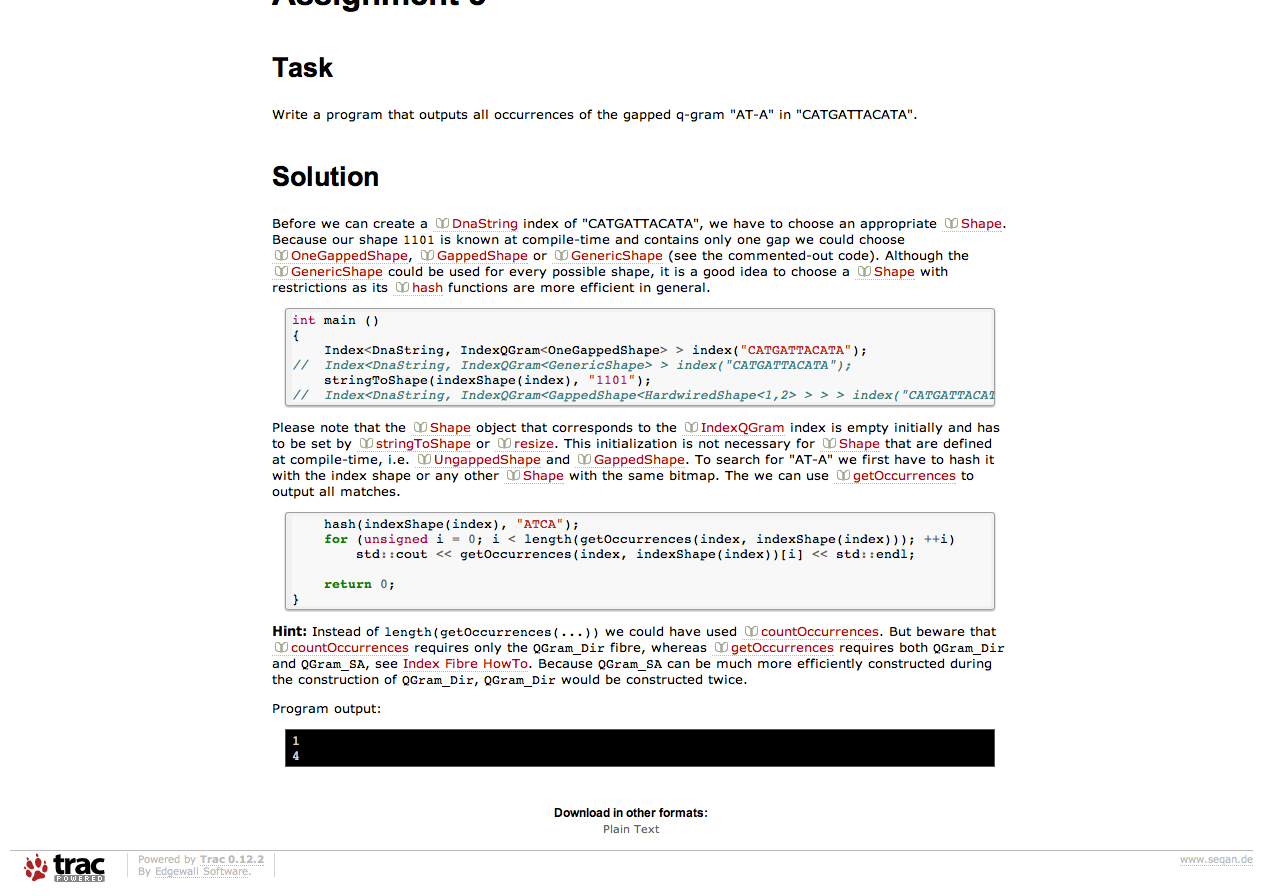 Assignment 5
Task
Write a program that outputs all occurrences of the gapped q-gram "AT-A" in "CATGATTACATA".
Solution
Before we can create a DnaString index of "CATGATTACATA", we have to choose an appropriate Shape.
Because our shape 1101 is known at compile-time and contains only one gap we could choose
OneGappedShape, GappedShape or GenericShape (see the commented-out code). Although the
GenericShape could be used for every possible shape, it is a good idea to choose a Shape with
restrictions as its hash functions are more efficient in general.
int main ()
{
    Index<DnaString, IndexQGram<OneGappedShape> > index("CATGATTACATA");
//  Index<DnaString, IndexQGram<GenericShape> > index("CATGATTACATA");
    stringToShape(indexShape(index), "1101");
//  Index<DnaString, IndexQGram<GappedShape<HardwiredShape<1,2> > > > index("CATGATTACAT
Please note that the Shape object that corresponds to the IndexQGram index is empty initially and has
to be set by stringToShape or resize. This initialization is not necessary for Shape that are defined
at compile-time, i.e. UngappedShape and GappedShape. To search for "AT-A" we first have to hash it
with the index shape or any other Shape with the same bitmap. The we can use getOccurrences to
output all matches.
    hash(indexShape(index), "ATCA");
    for (unsigned i = 0; i < length(getOccurrences(index, indexShape(index))); ++i)
        std::cout << getOccurrences(index, indexShape(index))[i] << std::endl;
    return 0;
}
Hint: Instead of length(getOccurrences(...)) we could have used countOccurrences. But beware that
countOccurrences requires only the QGram_Dir fibre, whereas getOccurrences requires both QGram_Dir
and QGram_SA, see Index Fibre HowTo. Because QGram_SA can be much more efficiently constructed during
the construction of QGram_Dir, QGram_Dir would be constructed twice.
Program output:
1
4
Download in other formats:
Plain Text
trac
POWERED
Powered by Trac 0.12.2
By Edgewall Software.
www.seqan.de